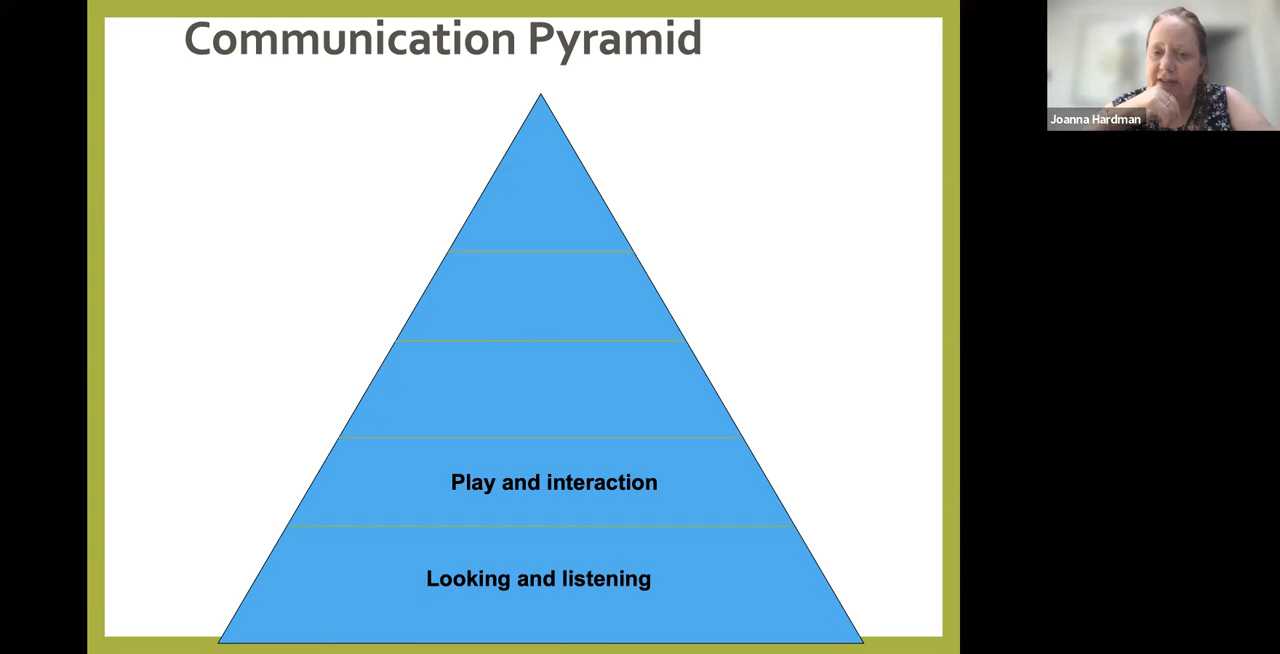 Communication Pyramid
Joanna Hardman
Play and interaction
Looking and listening